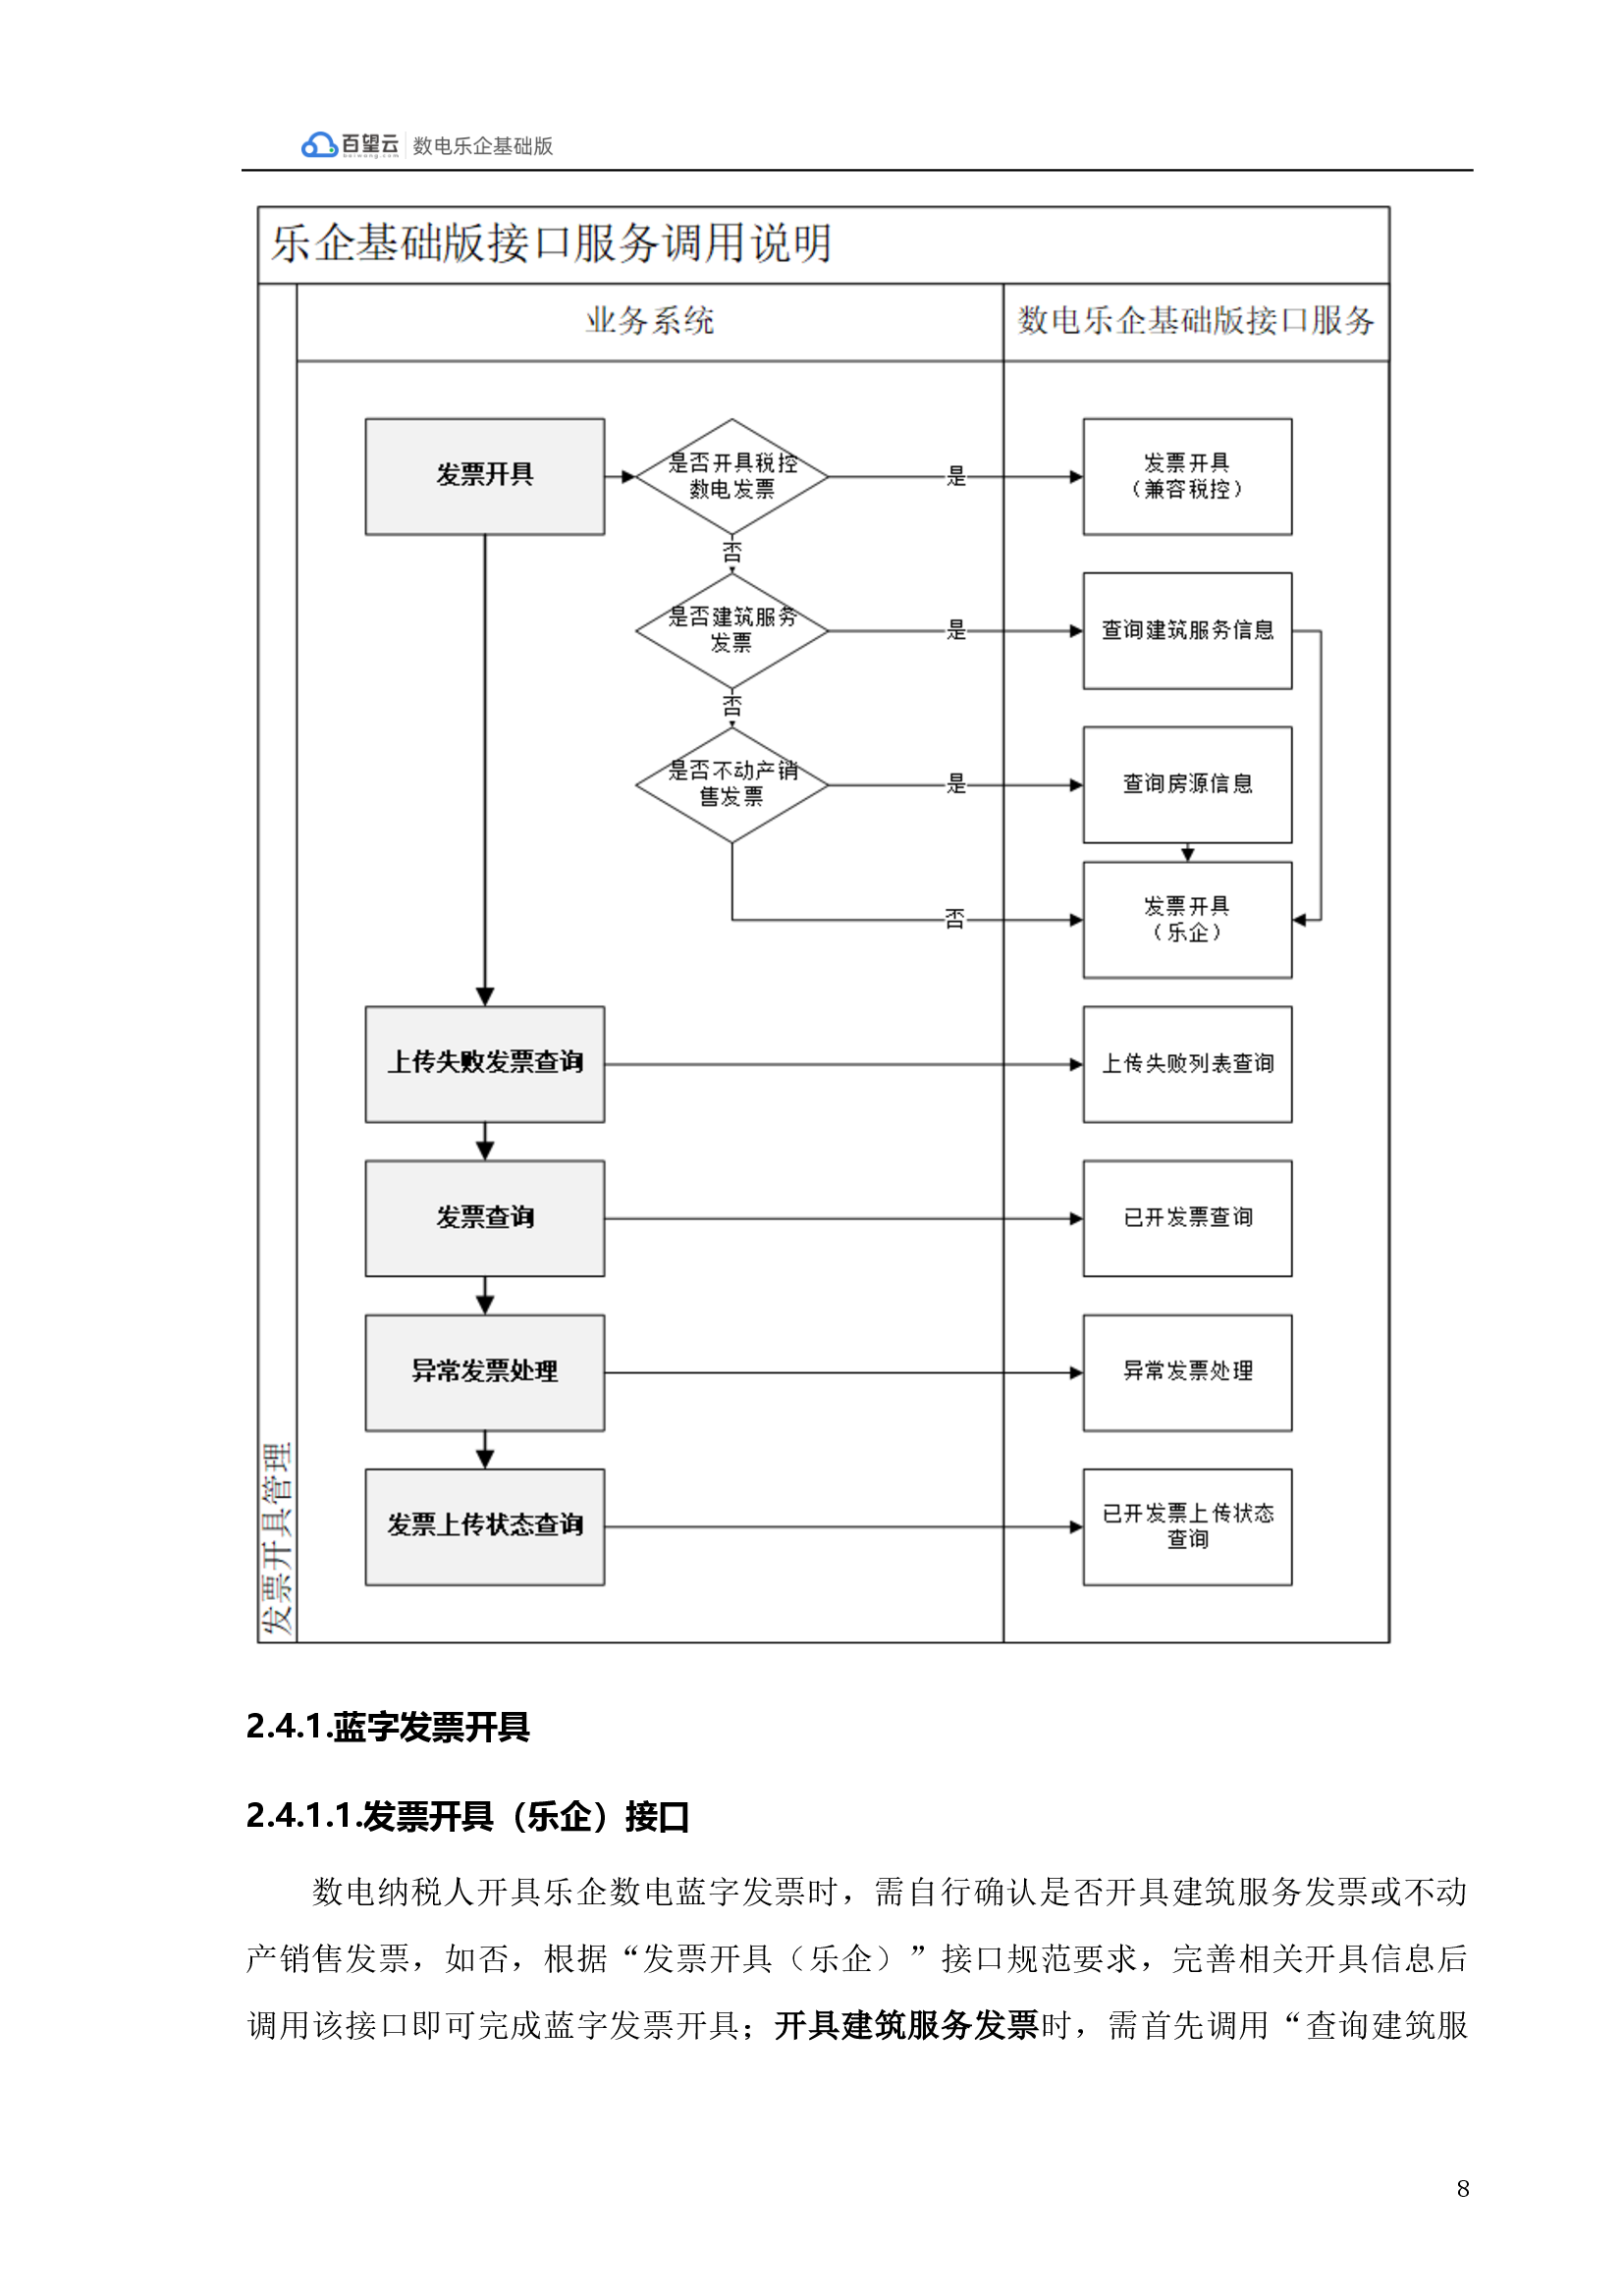 百望云 数电乐企基础版
baiwang.com
乐企基础版接口服务调用说明
业务系统
数电乐企基础版接口服务
发票开具管理
发票开具
是否开具税控
数电发票
是
发票开具
（兼容税控）
否
是否建筑服务
发票
是
查询建筑服务信息
否
是否不动产销
售发票
是
查询房源信息
否
发票开具
（乐企）
上传失败发票查询
上传失败列表查询
发票查询
已开发票查询
异常发票处理
异常发票处理
发票上传状态查询
已开发票上传状态
查询
2.4.1.蓝字发票开具
2.4.1.1.发票开具（乐企）接口
数电纳税人开具乐企数电蓝字发票时，需自行确认是否开具建筑服务发票或不动
产销售发票，如否，根据“发票开具（乐企）”接口规范要求，完善相关开具信息后
调用该接口即可完成蓝字发票开具；开具建筑服务发票时，需首先调用“查询建筑服
8